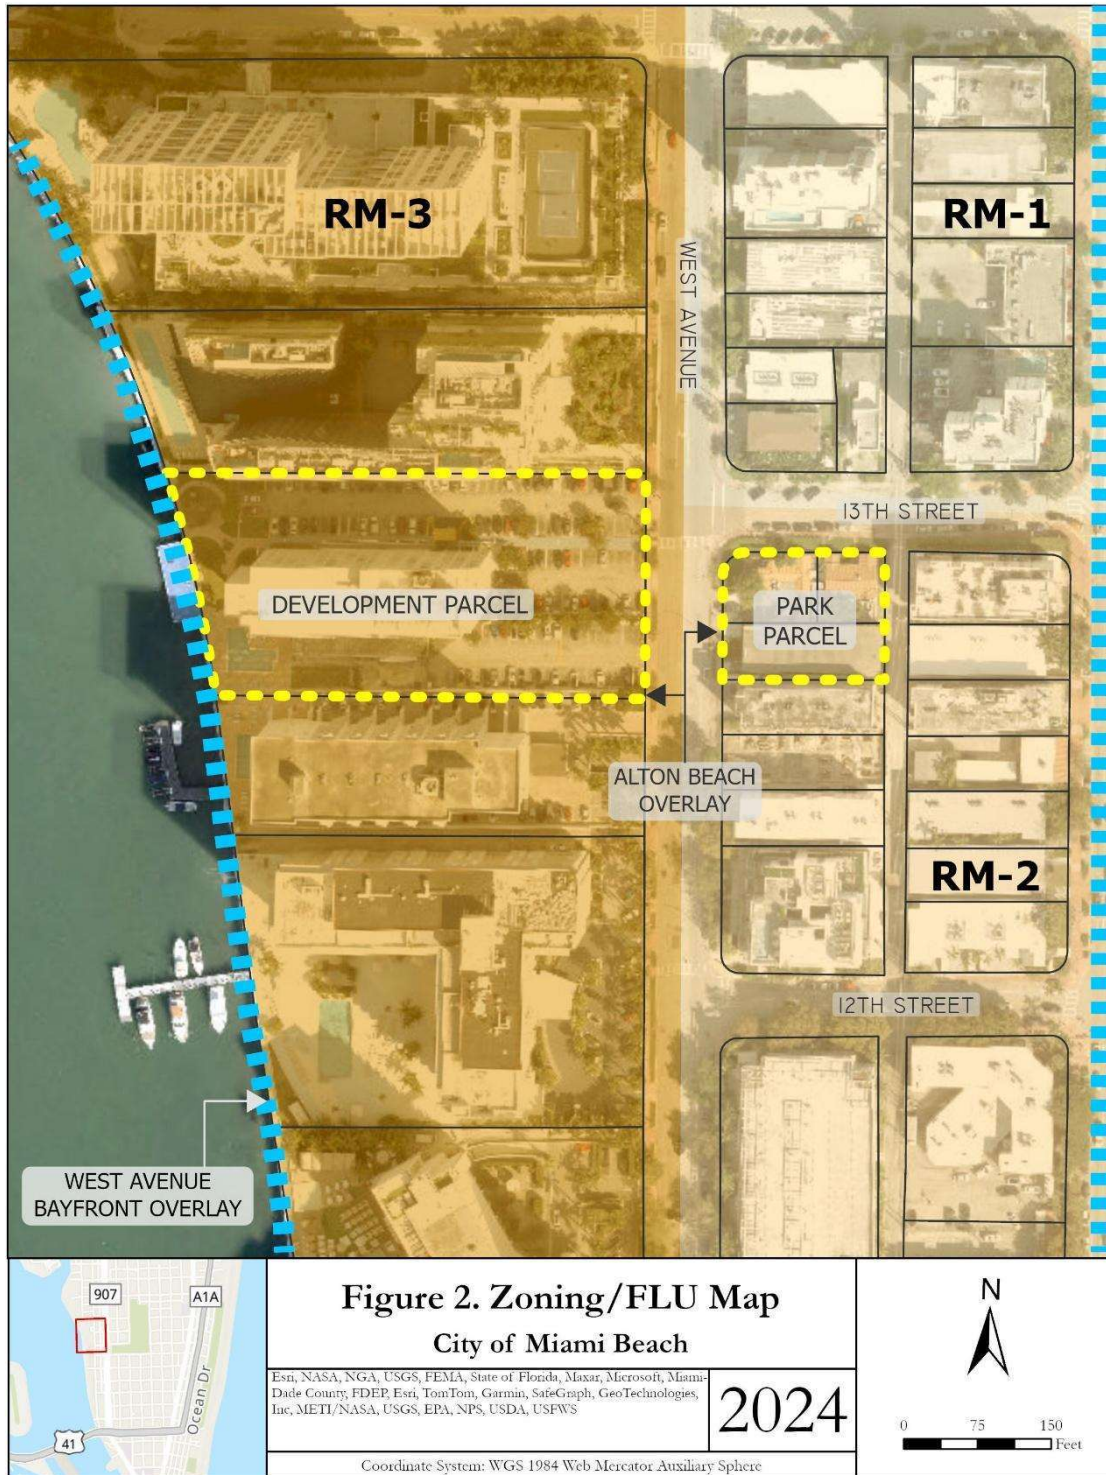 RM-3
RM-1
WEST AVENUE
13TH STREET
DEVELOPMENT PARCEL
PARK
PARCEL
ALTON BEACH
OVERLAY
RM-2
12TH STREET
WEST AVENUE
BAYFRONT OVERLAY
907
A1A
Ocean Dr
41
Figure 2. Zoning/FLU Map
City of Miami Beach
Esri, NASA, NGA, USGS, FEMA, State of Florida, Maxar, Microsoft, Miami-
Dade County, FDEP, Esri, TomTom, Garmin, SafeGraph, GeoTechnologies,
Inc, METI/NASA, USGS, EPA, NPS, USDA, USFWS
2024
Coordinate System: WGS 1984 Web Mercator Auxiliary Sphere
N
0 75 150
Feet